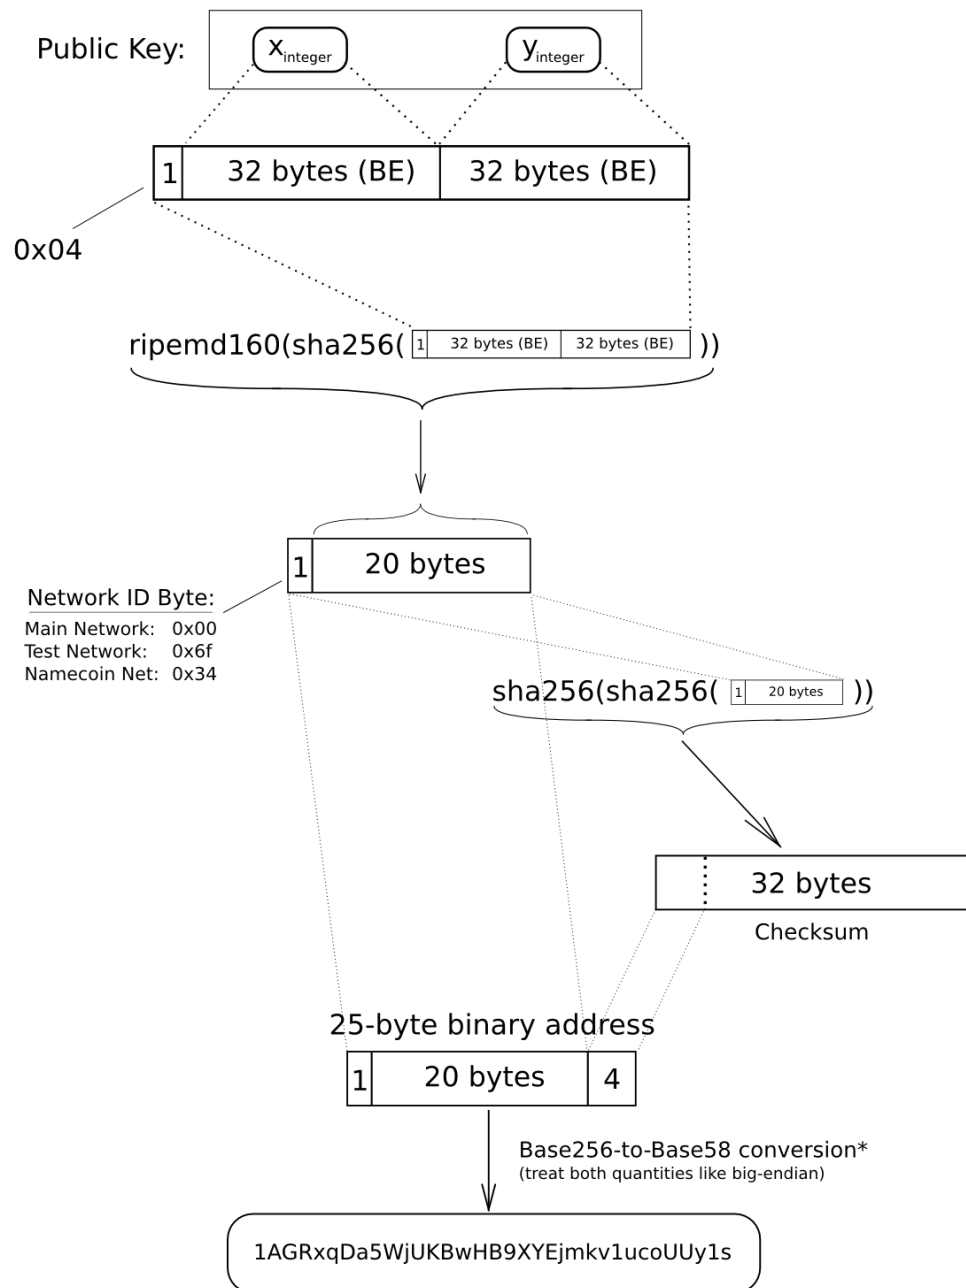 Public Key:
x integer
y integer
1
32 bytes (BE)
32 bytes (BE)
0x04
ripemd160(sha256( 1 32 bytes (BE) 32 bytes (BE) ))
1
20 bytes
Network ID Byte:
Main Network: 0x00
Test Network: 0x6f
Namecoin Net: 0x34
sha256(sha256( 1 20 bytes ))
32 bytes
Checksum
25-byte binary address
1
20 bytes
4
Base256-to-Base58 conversion*
(treat both quantities like big-endian)
1AGRxqDa5WjUKBwHB9XYEjmkv1ucoUUy1s